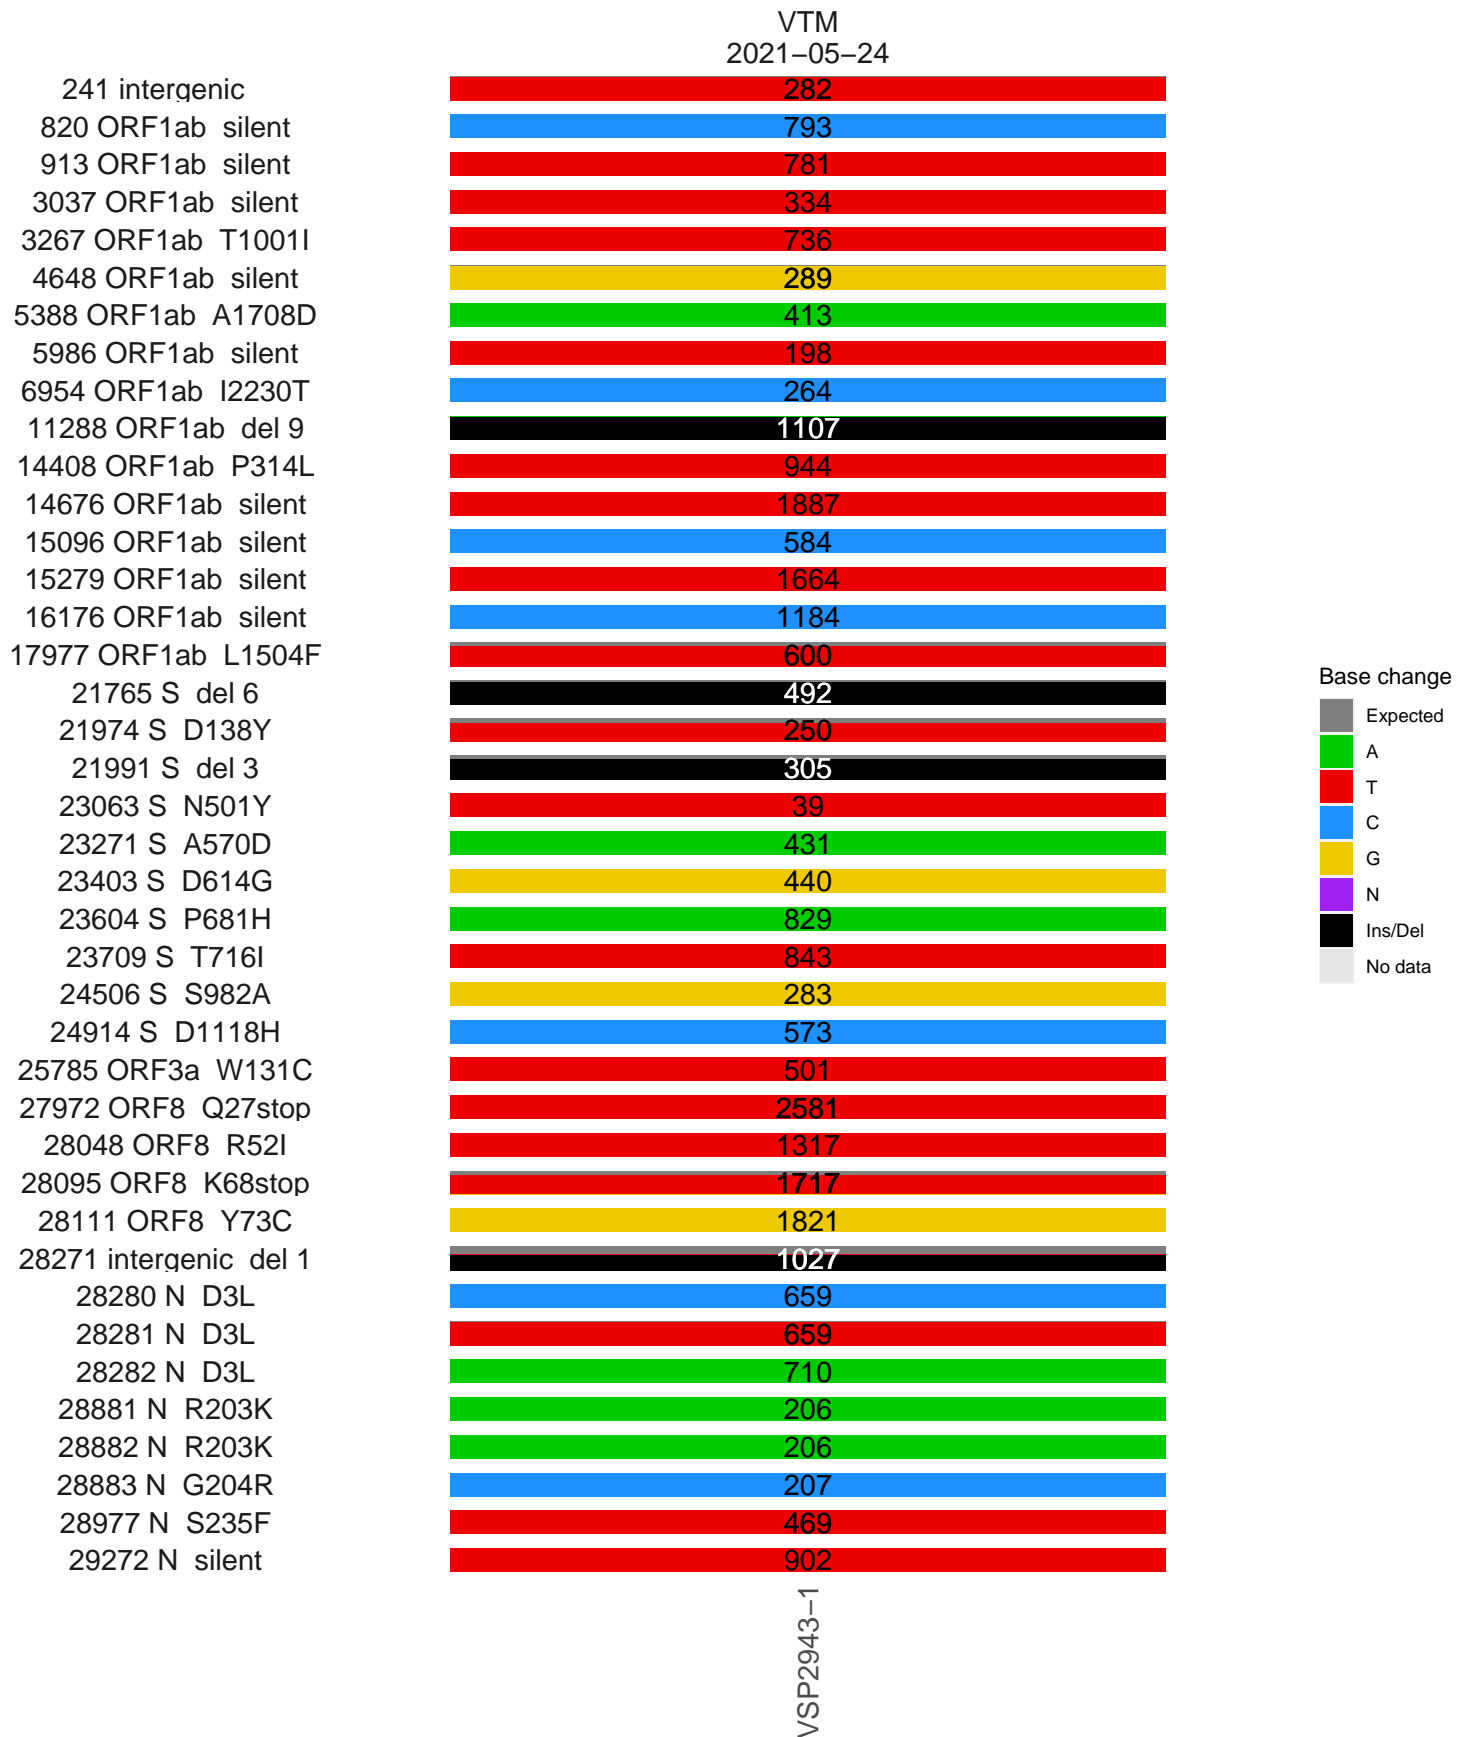 VTM
2021−05−24
241 intergenic 282
820 ORF1ab silent 793
913 ORF1ab silent 781
3037 ORF1ab silent 334
3267 ORF1ab T1001I 736
4648 ORF1ab silent 289
5388 ORF1ab A1708D 413
5986 ORF1ab silent 198
6954 ORF1ab I2230T 264
11288 ORF1ab del 9 1107
14408 ORF1ab P314L 944
14676 ORF1ab silent 1887
15096 ORF1ab silent 584
15279 ORF1ab silent 1664
16176 ORF1ab silent 1184
17977 ORF1ab L1504F 600
21765 S del 6 492
21974 S D138Y 250
21991 S del 3 305
23063 S N501Y 39
23271 S A570D 431
23403 S D614G 440
23604 S P681H 829
23709 S T716I 843
24506 S S982A 283
24914 S D1118H 573
25785 ORF3a W131C 501
27972 ORF8 Q27stop 2581
28048 ORF8 R52I 1317
28095 ORF8 K68stop 1717
28111 ORF8 Y73C 1821
28271 intergenic del 1 1027
28280 N D3L 659
28281 N D3L 659
28282 N D3L 710
28881 N R203K 206
28882 N R203K 206
28883 N G204R 207
28977 N S235F 469
29272 N silent 902
VSP2943−1
Base change
Expected
A
T
C
G
N
Ins/Del
No data